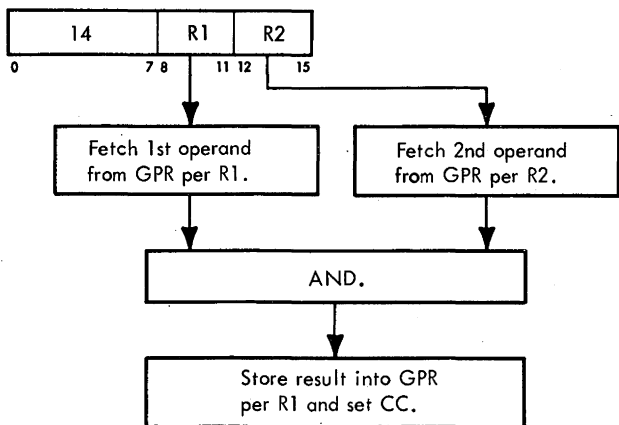 14 R1 R2
0 7 8 11 12 15
Fetch 1st operand
from GPR per R1.
Fetch 2nd operand
from GPR per R2.
AND.
Store result into GPR
per R1 and set CC.